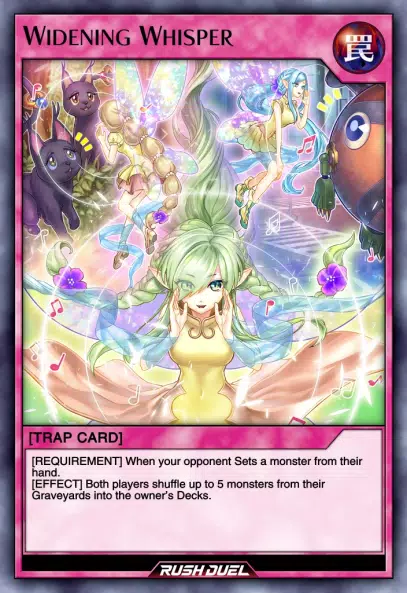 Widening Whisper
罠
[TRAP CARD]
[REQUIREMENT] When your opponent Sets a monster from their
hand.
[EFFECT] Both players shuffle up to 5 monsters from their
Graveyards into the owner's Decks.
RUSH DUEL